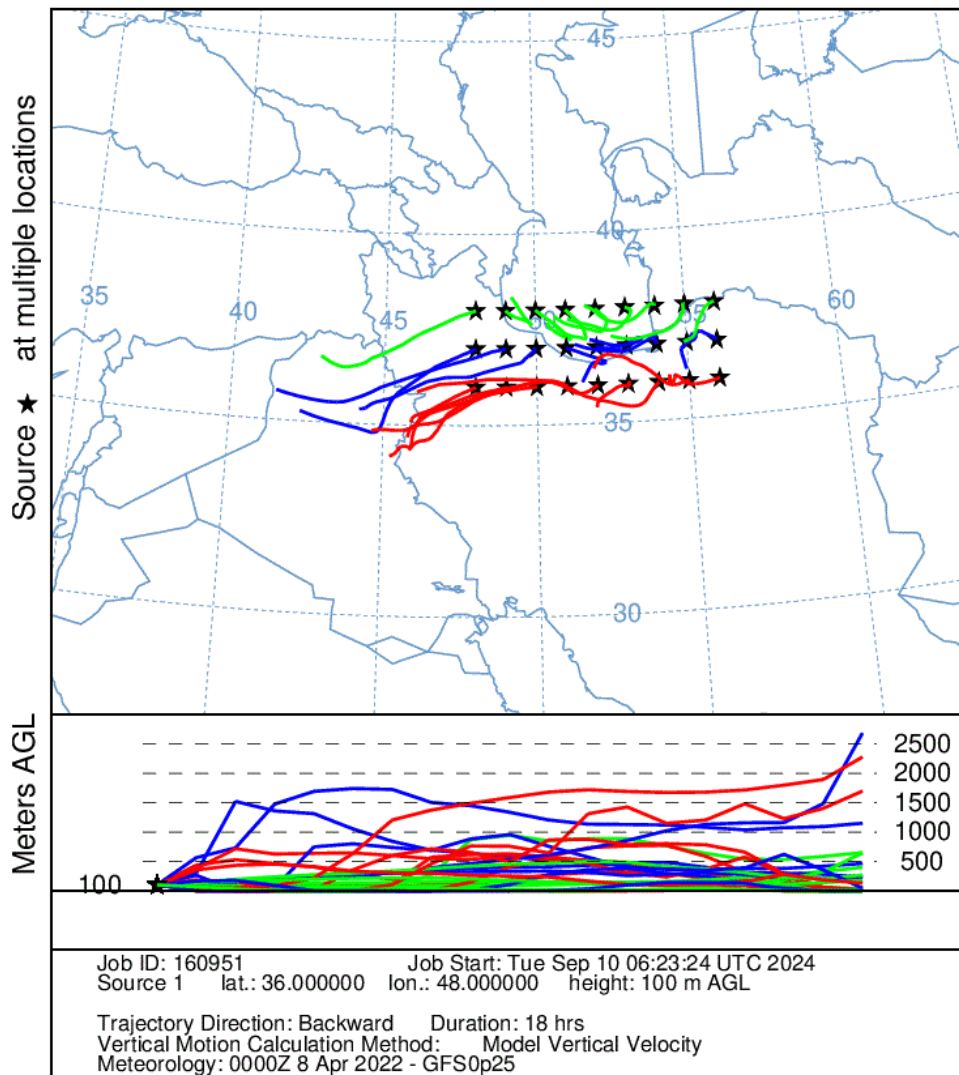 Source ★ at multiple locations
45
40
35
40
45
50
55
60
35
30
Meters AGL
2500
2000
1500
1000
500
100
Job ID: 160951 Job Start: Tue Sep 10 06:23:24 UTC 2024
Source 1 lat.: 36.000000 lon.: 48.000000 height: 100 m AGL
Trajectory Direction: Backward Duration: 18 hrs
Vertical Motion Calculation Method: Model Vertical Velocity
Meteorology: 0000Z 8 Apr 2022 - GFS0p25